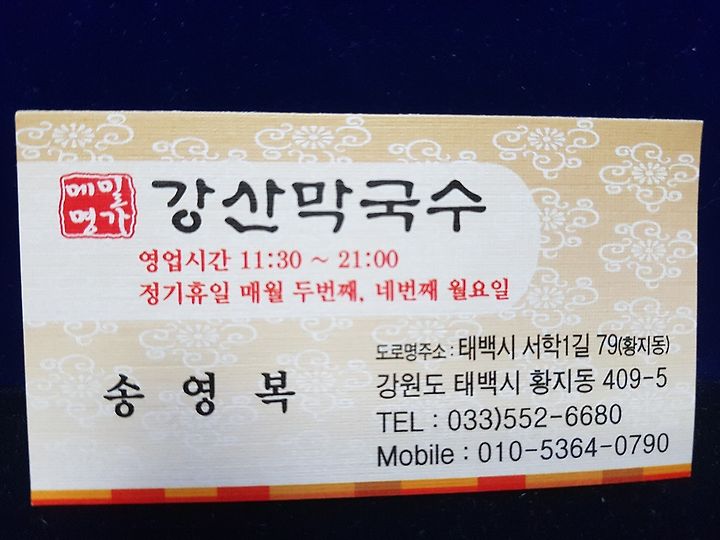 메밀
명가
강산막국수
영업시간 11:30 ~ 21:00
정기휴일 매월 두번째, 네번째 월요일
송 영 복
도로명주소 : 태백시 서학1길 79(황지동)
강원도 태백시 황지동 409-5
TEL : 033)552-6680
Mobile : 010-5364-0790